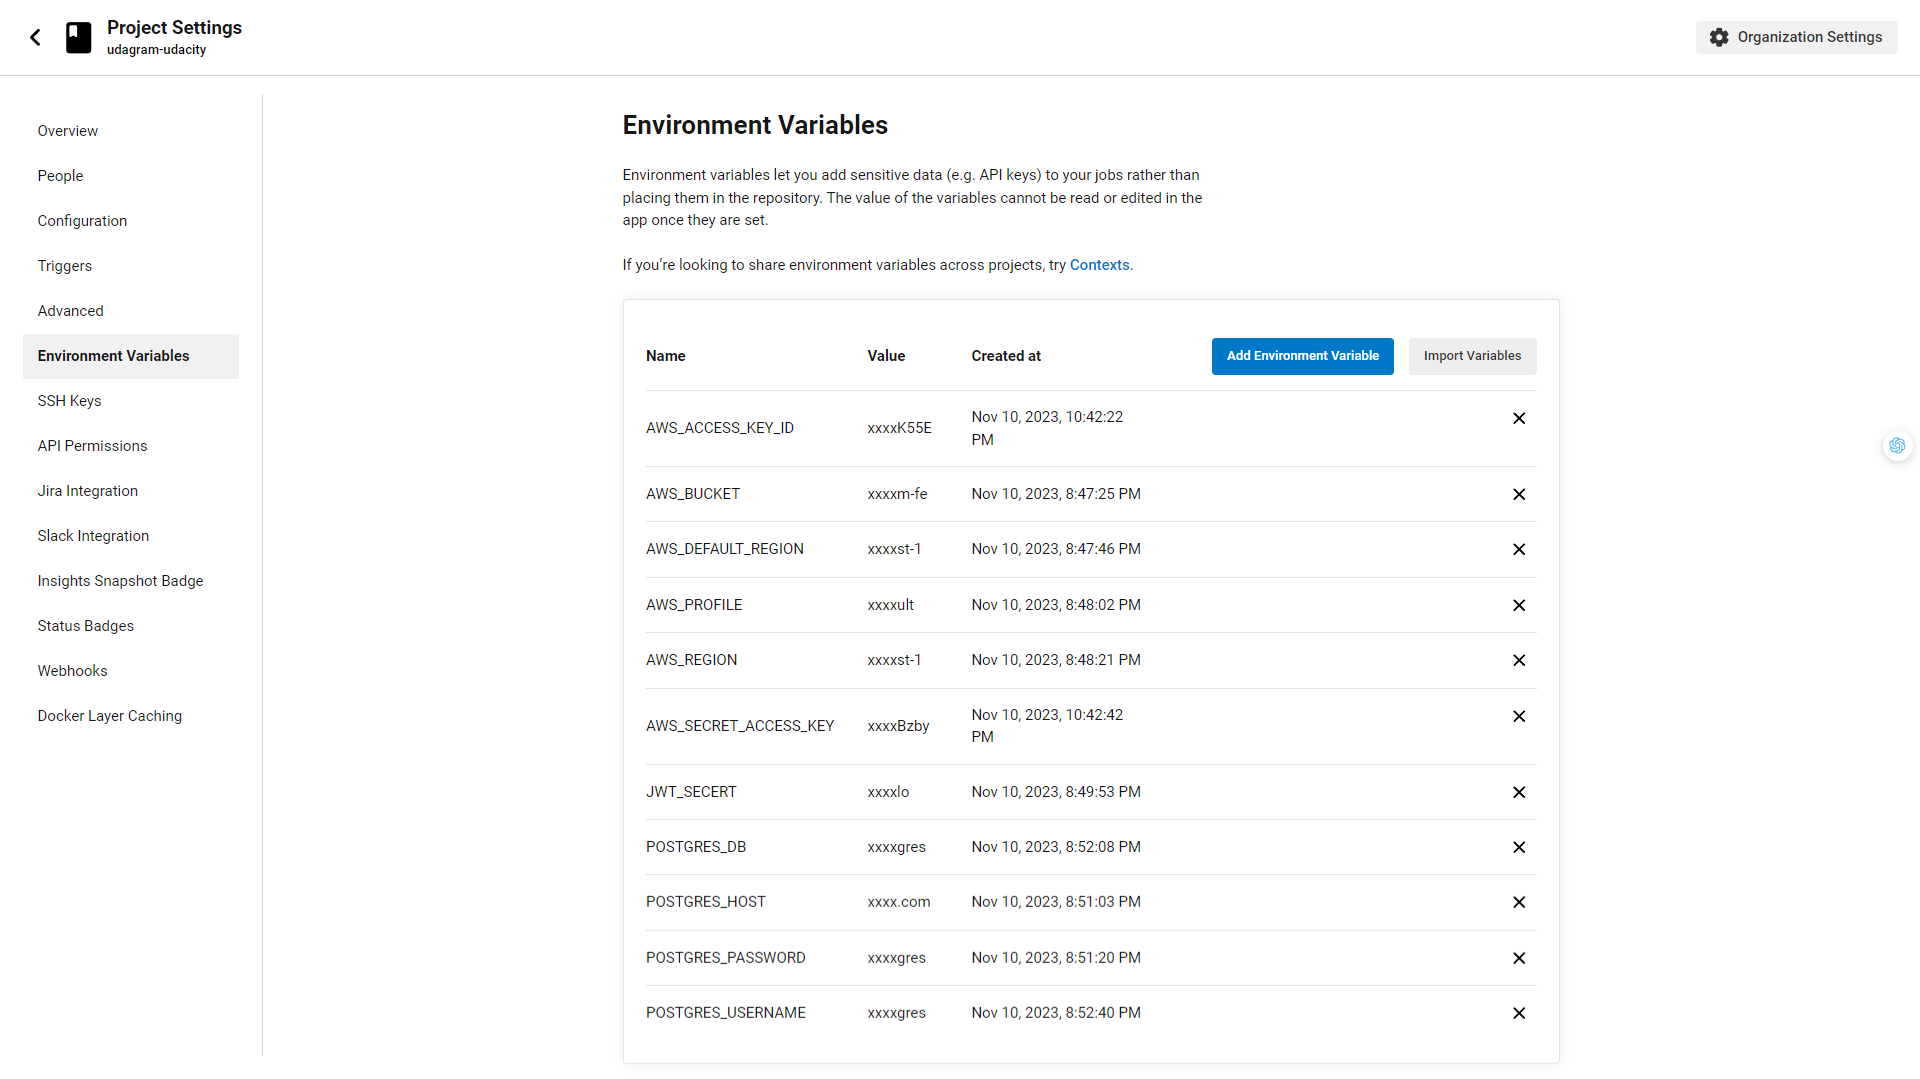 Project Settings
udagram-udacity
Organization Settings
Overview
People
Configuration
Triggers
Advanced
Environment Variables
SSH Keys
API Permissions
Jira Integration
Slack Integration
Insights Snapshot Badge
Status Badges
Webhooks
Docker Layer Caching
Environment Variables
Environment variables let you add sensitive data (e.g. API keys) to your jobs rather than
placing them in the repository. The value of the variables cannot be read or edited in the
app once they are set.
If you’re looking to share environment variables across projects, try Contexts.
Name Value Created at Add Environment Variable Import Variables
AWS_ACCESS_KEY_ID xxxxK55E Nov 10, 2023, 10:42:22
PM
AWS_BUCKET xxxxm-fe Nov 10, 2023, 8:47:25 PM
AWS_DEFAULT_REGION xxxxst-1 Nov 10, 2023, 8:47:46 PM
AWS_PROFILE xxxxult Nov 10, 2023, 8:48:02 PM
AWS_REGION xxxxst-1 Nov 10, 2023, 8:48:21 PM
AWS_SECRET_ACCESS_KEY xxxxBzby Nov 10, 2023, 10:42:42
PM
JWT_SECERT xxxxlo Nov 10, 2023, 8:49:53 PM
POSTGRES_DB xxxxgres Nov 10, 2023, 8:52:08 PM
POSTGRES_HOST xxxx.com Nov 10, 2023, 8:51:03 PM
POSTGRES_PASSWORD xxxxgres Nov 10, 2023, 8:51:20 PM
POSTGRES_USERNAME xxxxgres Nov 10, 2023, 8:52:40 PM